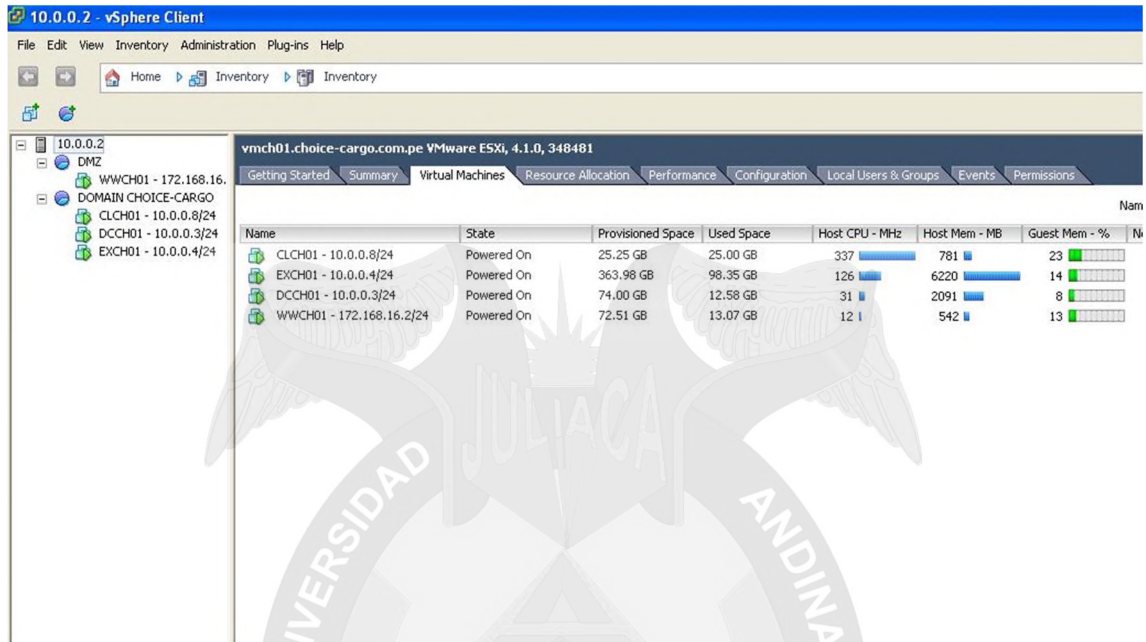 10.0.0.2 - vSphere Client
File Edit View Inventory Administration Plug-ins Help
Home Inventory Inventory
10.0.0.2
DMZ
WWCH01 - 172.168.16.
DOMAIN CHOICE-CARGO
CLCH01 - 10.0.0.8/24
DCCH01 - 10.0.0.3/24
EXCH01 - 10.0.0.4/24
vmch01.choice-cargo.com.pe VMware ESXi, 4.1.0, 348481
Getting Started Summary Virtual Machines Resource Allocation Performance Configuration Local Users & Groups Events Permissions
Nam
Name State Provisioned Space Used Space Host CPU - MHz Host Mem - MB Guest Mem - % N
CLCH01 - 10.0.0.8/24 Powered On 25.25 GB 25.00 GB 337 781 23
EXCH01 - 10.0.0.4/24 Powered On 363.98 GB 98.35 GB 126 6220 14
DCCH01 - 10.0.0.3/24 Powered On 74.00 GB 12.58 GB 31 2091 8
WWCH01 - 172.168.16.2/24 Powered On 72.51 GB 13.07 GB 12 542 13
JULIACA
VERSIDAD ANDINA